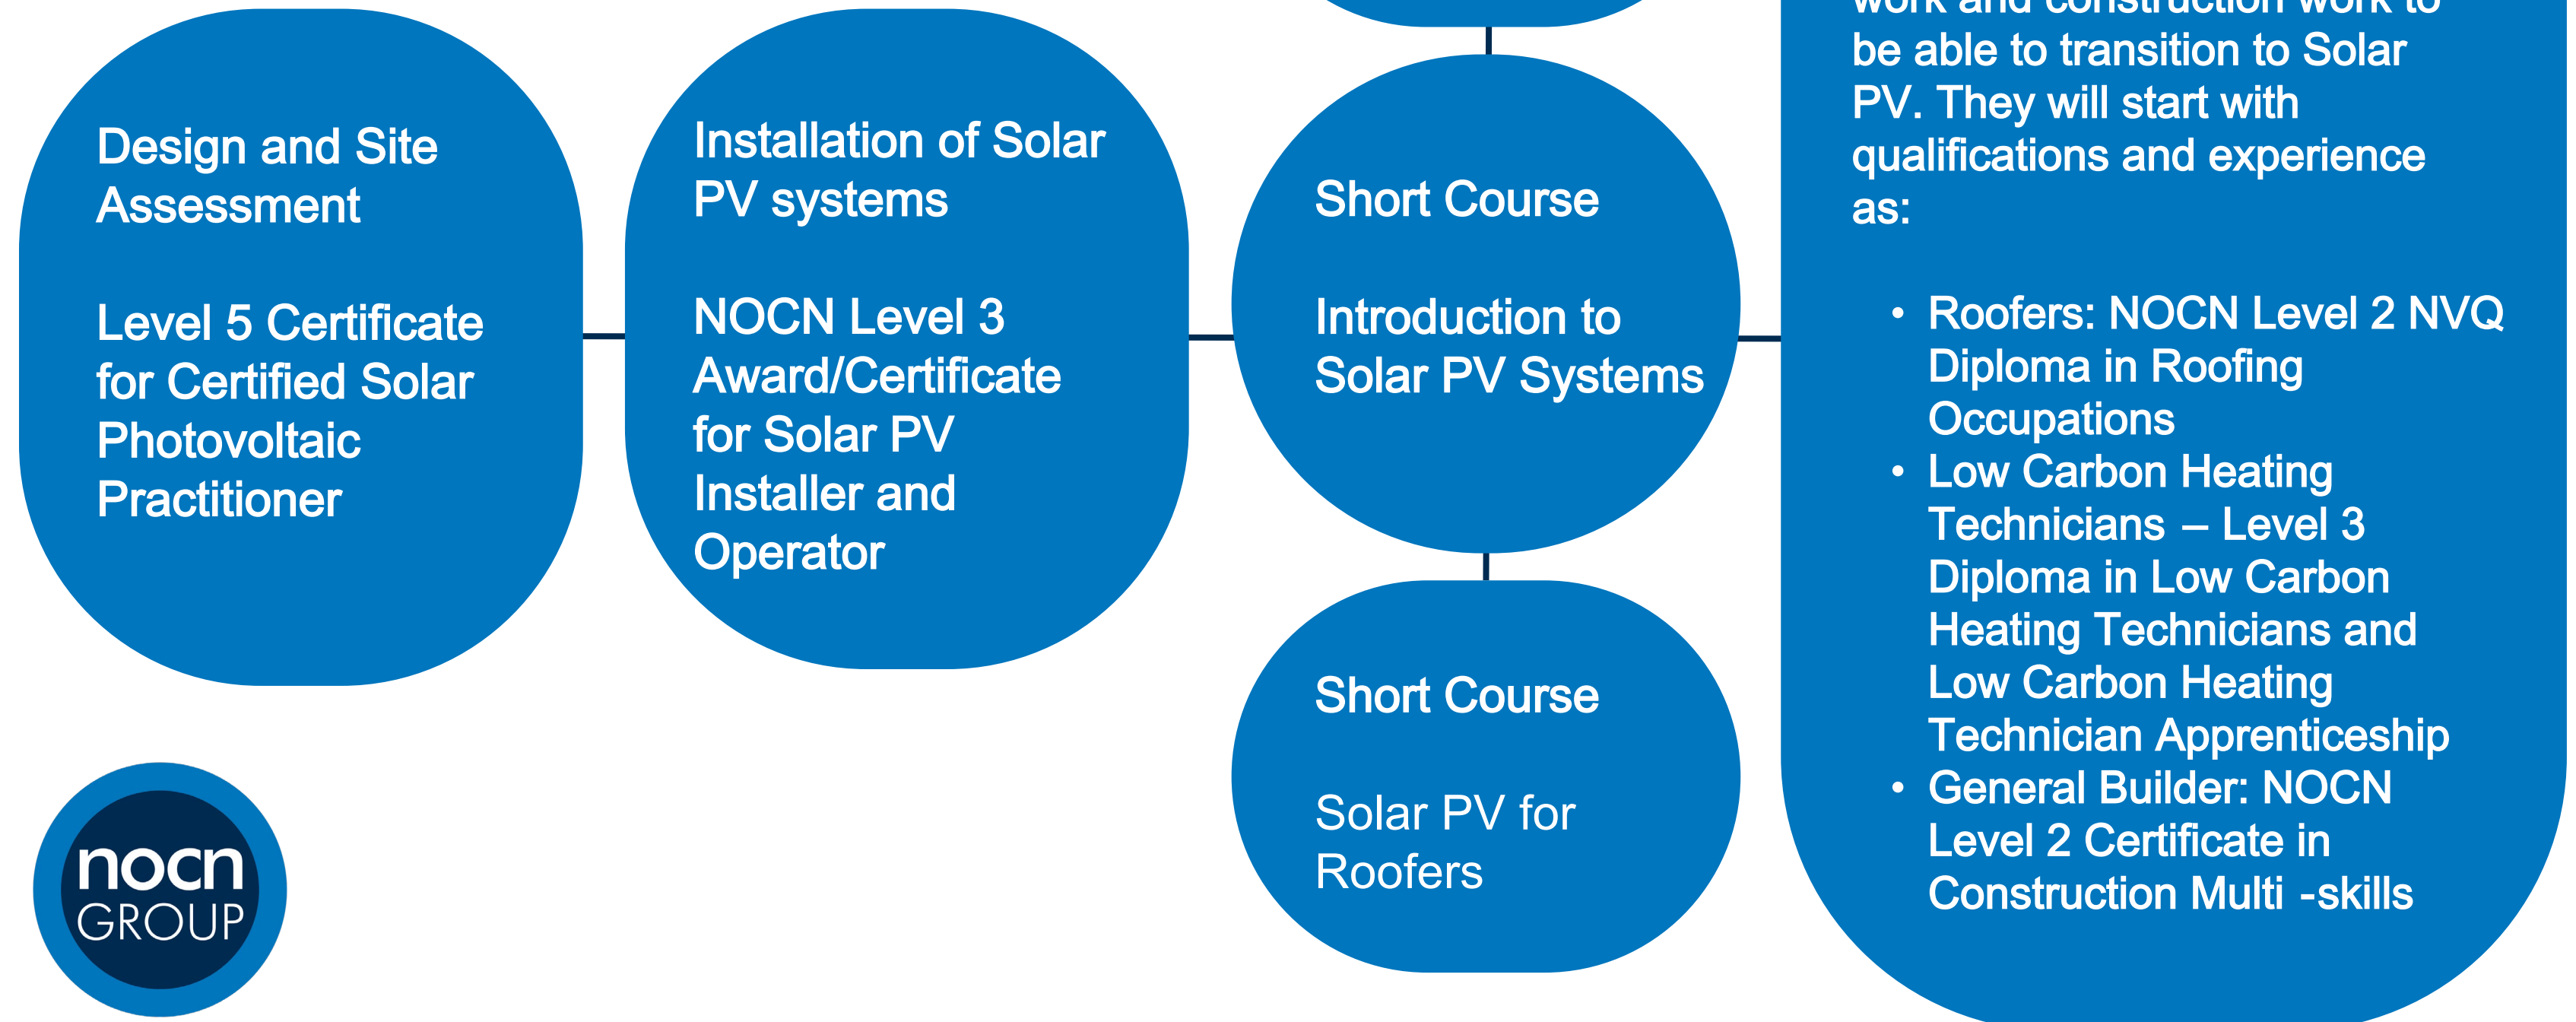 Design and Site
Assessment
Level 5 Certificate
for Certified Solar
Photovoltaic
Practitioner
Installation of Solar
PV systems
NOCN Level 3
Award/Certificate
for Solar PV
Installer and
Operator
Short Course
Introduction to
Solar PV Systems
Short Course
Solar PV for
Roofers
work and construction work to
be able to transition to Solar
PV. They will start with
qualifications and experience
as:
• Roofers: NOCN Level 2 NVQ
Diploma in Roofing
Occupations
• Low Carbon Heating
Technicians – Level 3
Diploma in Low Carbon
Heating Technicians and
Low Carbon Heating
Technician Apprenticeship
• General Builder: NOCN
Level 2 Certificate in
Construction Multi -skills
nocn
GROUP